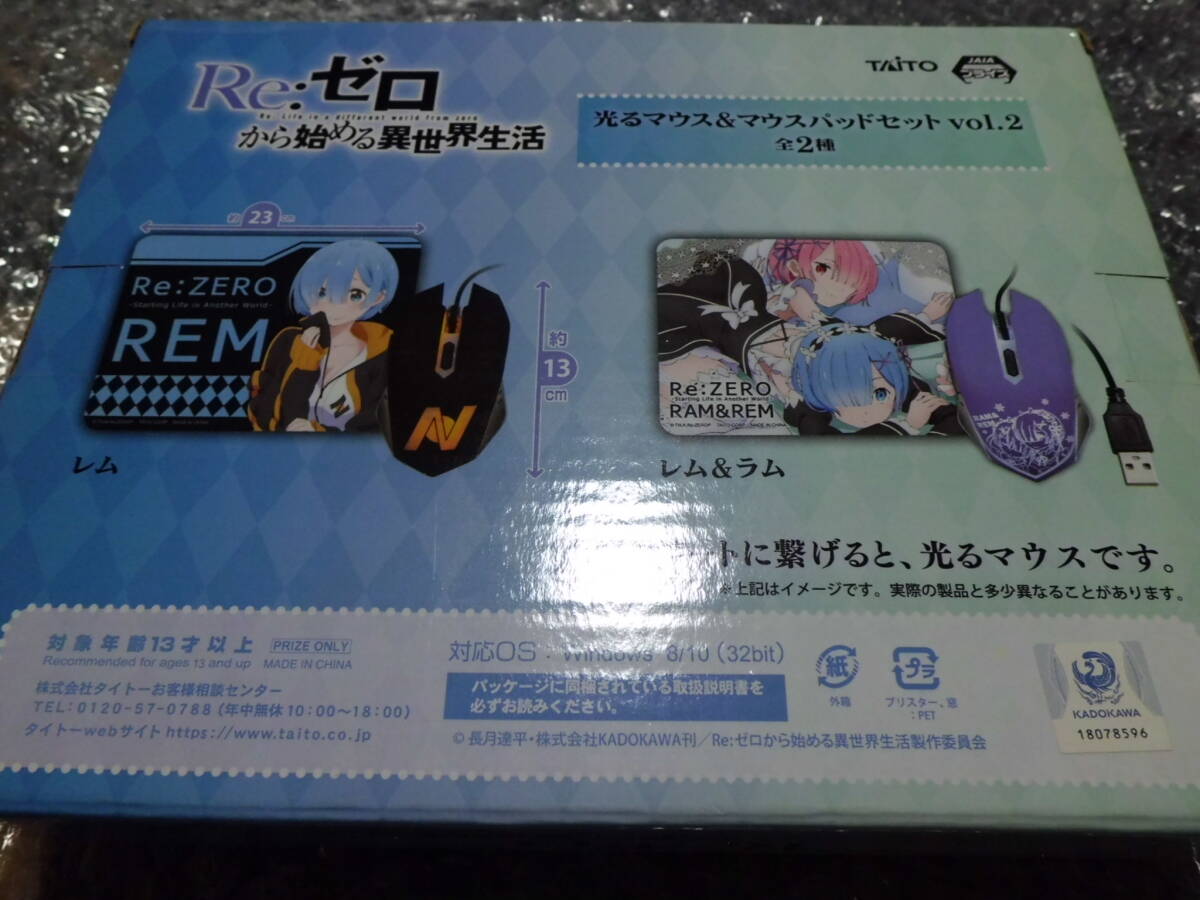 Re:ゼロ
Re: Life in a different world from zero
から始める異世界生活
TAITO
JAIA
プライズ
光るマウス&マウスパッドセット vol.2
全2種
約23cm
Re:ZERO
-Starting Life in Another World-
REM
N
約
13
cm
レム
Re:ZERO
-Starting Life in Another World-
RAM&REM
RAM&
REM
レム&ラム
トに繋げると、光るマウスです。
※上記はイメージです。実際の製品と多少異なることがあります。
対象年齢13才以上
PRIZE ONLY
Recommended for ages 13 and up
MADE IN CHINA
株式会社タイトーお客様相談センター
TEL:0120-57-0788(年中無休10:00〜18:00)
タイトーwebサイト https://www.taito.co.jp
対応OS:Windows 8/10(32bit)
パッケージに同梱されている取扱説明書を
必ずお読みください。
紙
外箱
プラ
ブリスター、窓
:PET
KADOKAWA
18078596
©長月達平・株式会社KADOKAWA刊/Re:ゼロから始める異世界生活製作委員会